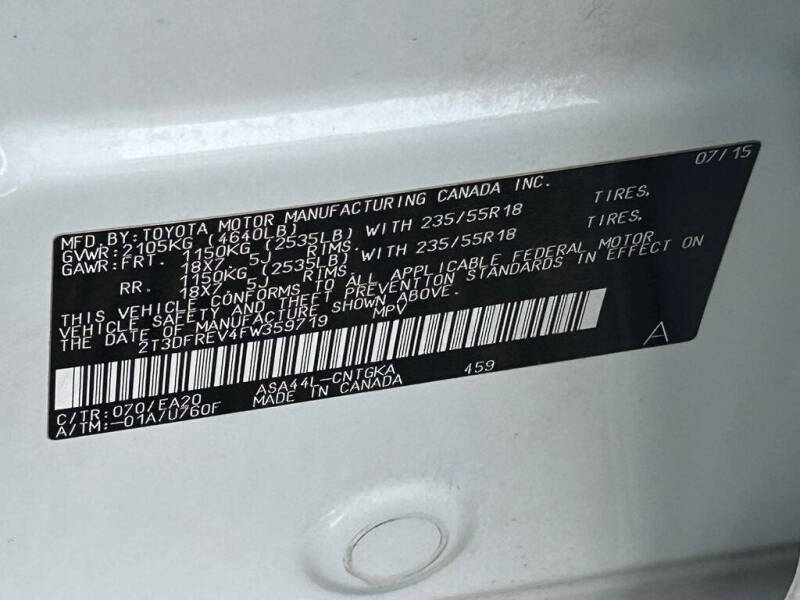 07/15
MFD. BY: TOYOTA MOTOR MANUFACTURING CANADA INC.
GVWR: 2105KG (4640LB)
GAWR: FRT. 1150KG (2535LB) WITH 235/55R18 TIRES,
18X7.5J RIMS.
RR. 1150KG (2535LB) WITH 235/55R18 TIRES,
18X7.5J RIMS.
THIS VEHICLE CONFORMS TO ALL APPLICABLE FEDERAL MOTOR
VEHICLE SAFETY AND THEFT PREVENTION STANDARDS IN EFFECT ON
THE DATE OF MANUFACTURE SHOWN ABOVE.
2T3DFREV4FW359719 MPV
A
C/TR: 070/EA20 ASA44L-CNTGKA 459
A/TM: -01A/U760F MADE IN CANADA